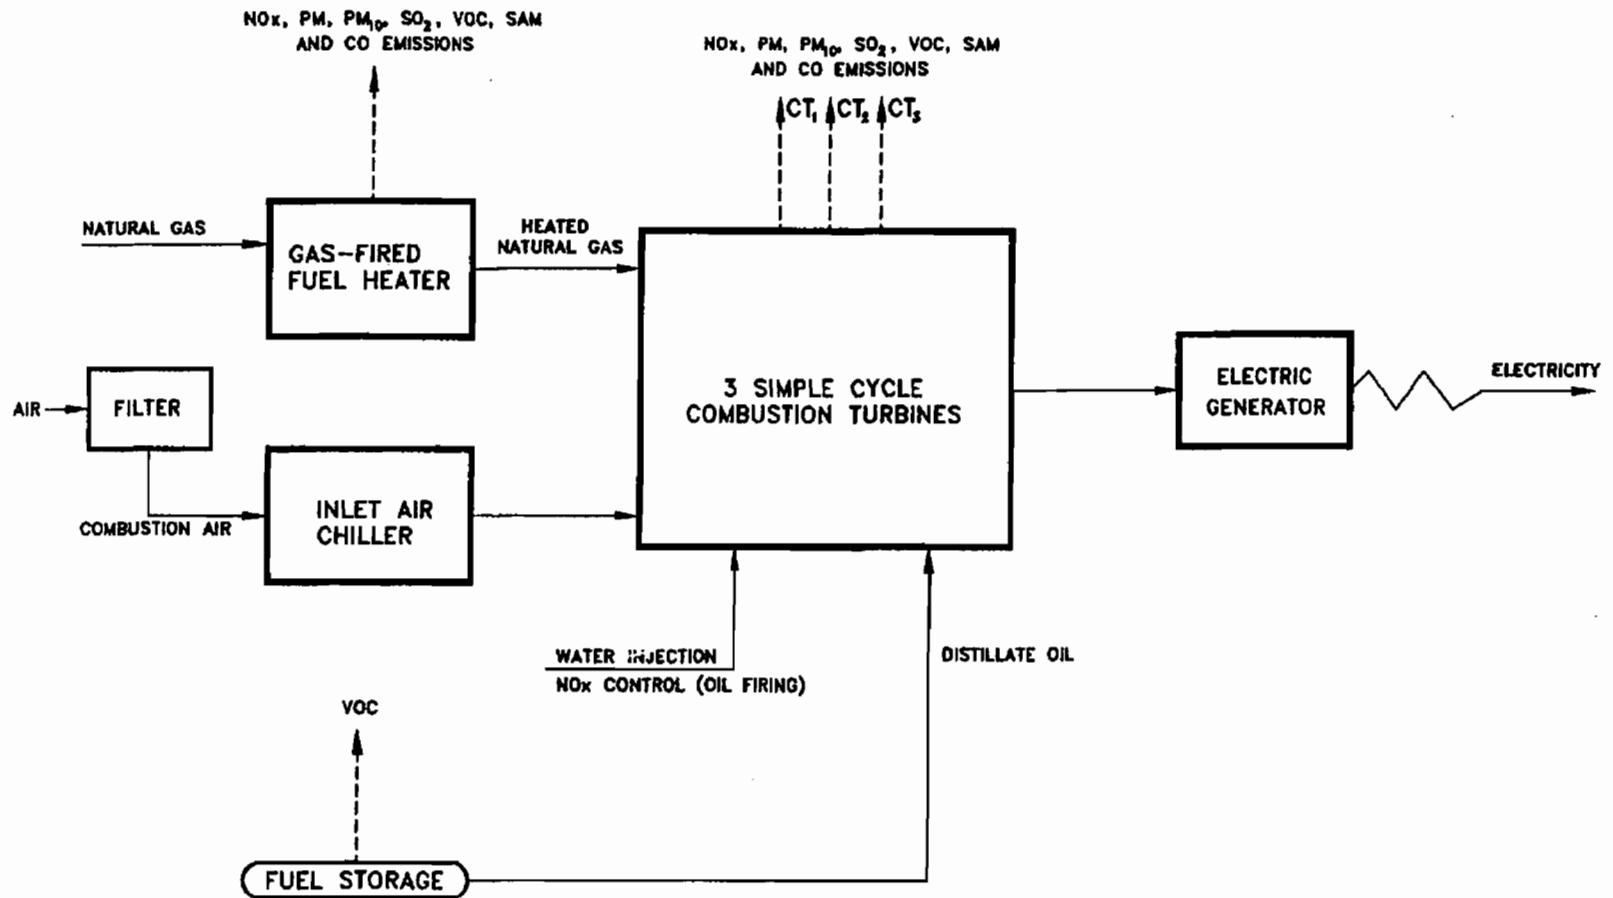 NOx, PM, PM₁₀, SO₂, VOC, SAM
AND CO EMISSIONS
NOx, PM, PM₁₀, SO₂, VOC, SAM
AND CO EMISSIONS
CT₁ CT₂ CT₃
NATURAL GAS
GAS-FIRED
FUEL HEATER
HEATED
NATURAL GAS
AIR
FILTER
3 SIMPLE CYCLE
COMBUSTION TURBINES
ELECTRIC
GENERATOR
ELECTRICITY
COMBUSTION AIR
INLET AIR
CHILLER
WATER INJECTION
NOx CONTROL (OIL FIRING)
DISTILLATE OIL
VOC
FUEL STORAGE